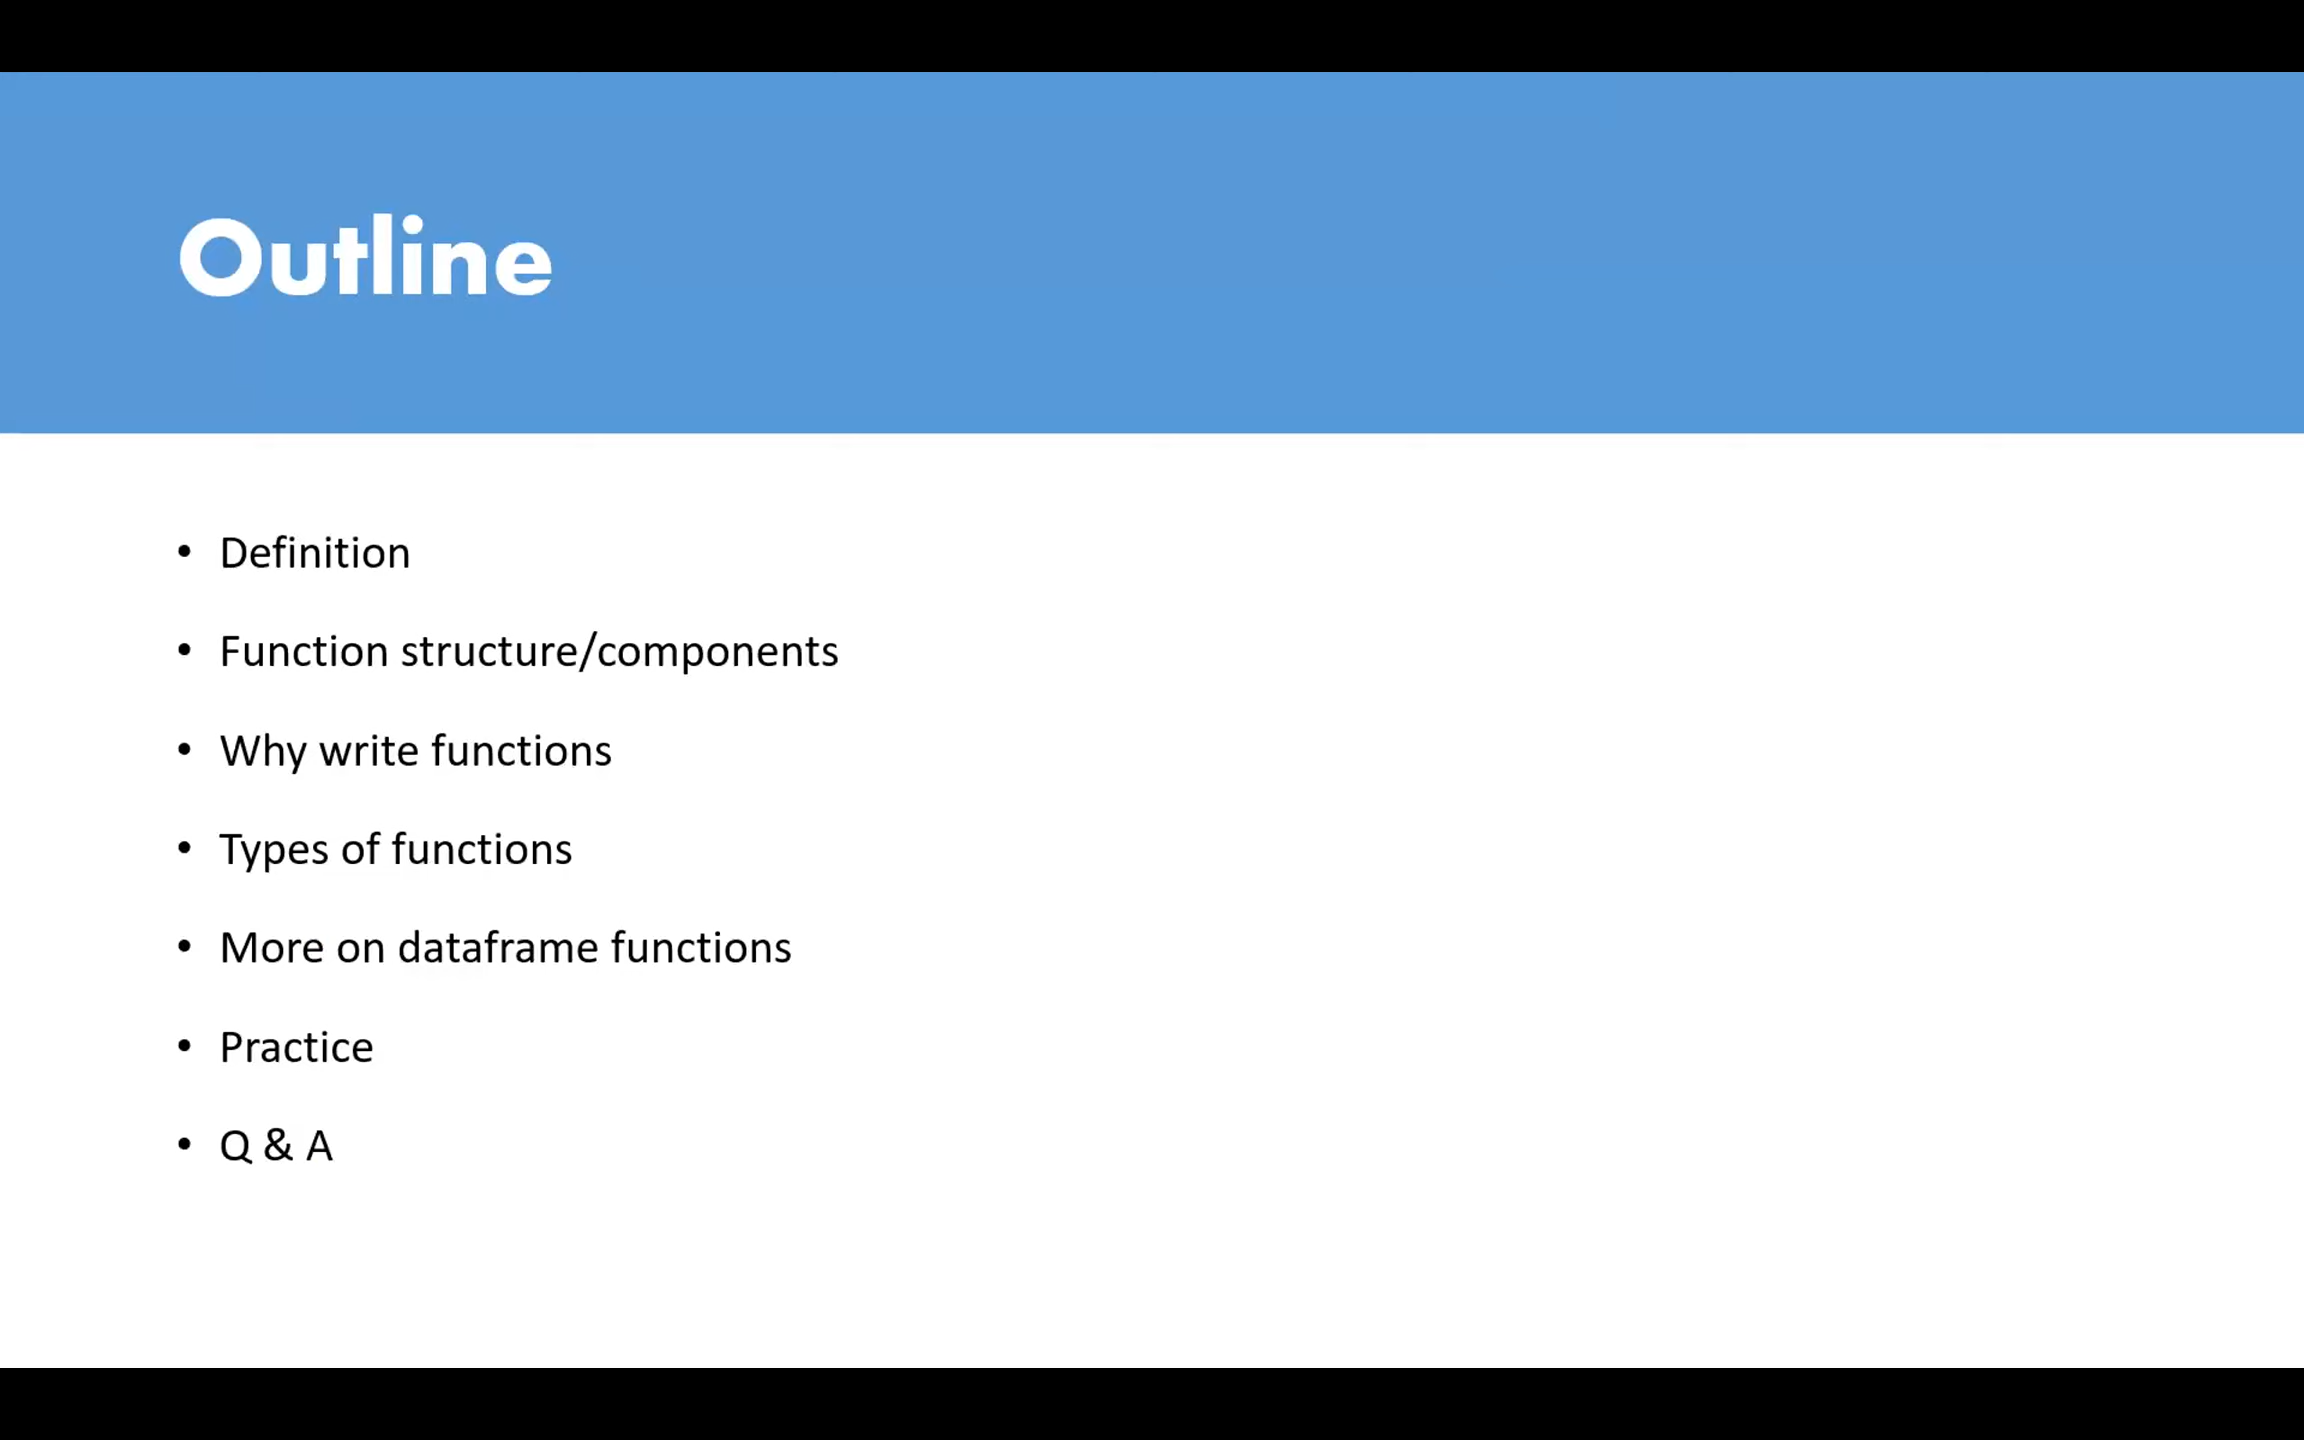 Outline
• Definition
• Function structure/components
• Why write functions
• Types of functions
• More on dataframe functions
• Practice
• Q & A